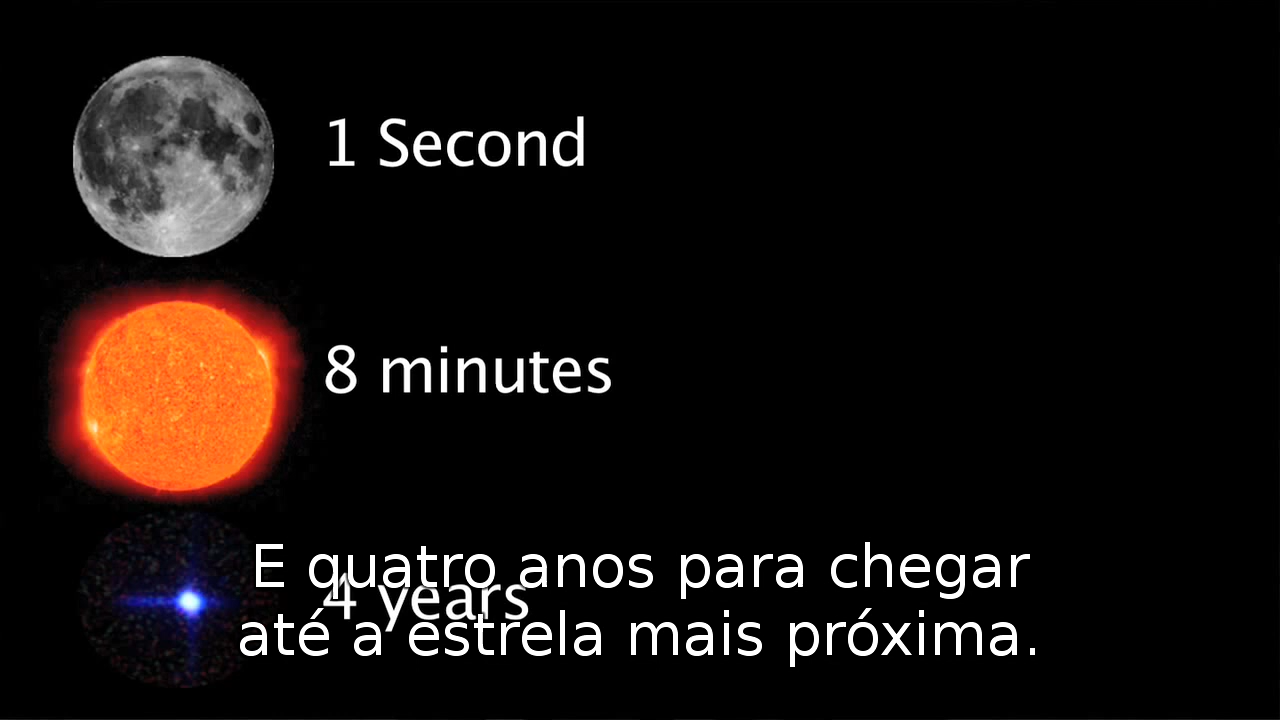 1 Second
8 minutes
4 years
E quatro anos para chegar
até a estrela mais próxima.